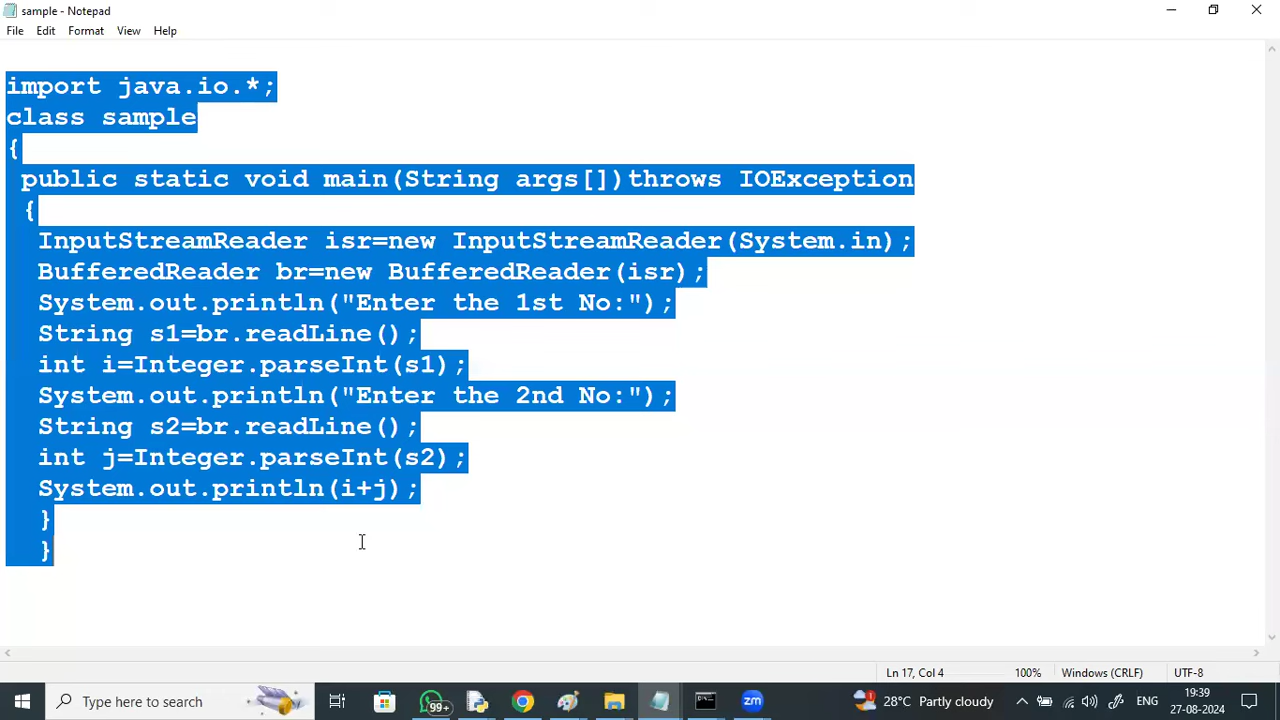 sample - Notepad
File Edit Format View Help
import java.io.*;
class sample
{
public static void main(String args[])throws IOException
{
InputStreamReader isr=new InputStreamReader(System.in);
BufferedReader br=new BufferedReader(isr);
System.out.println("Enter the 1st No:");
String s1=br.readLine();
int i=Integer.parseInt(s1);
System.out.println("Enter the 2nd No:");
String s2=br.readLine();
int j=Integer.parseInt(s2);
System.out.println(i+j);
}
}
Ln 17, Col 4 100% Windows (CRLF) UTF-8
Type here to search 99+ zm 28°C Partly cloudy ENG 19:39
27-08-2024